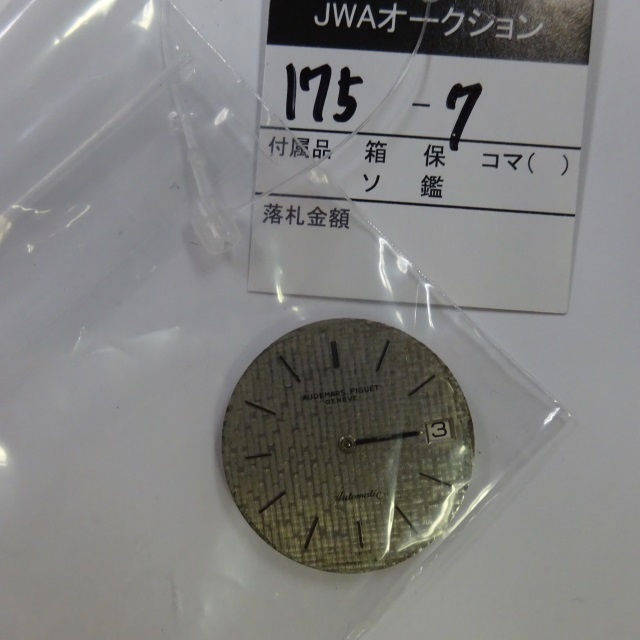 JWAオークション
175 - 7
付属品 箱 保 コマ( )
ソ 鑑
落札金額
AUDEMARS PIGUET
GENEVE
3
Automatic